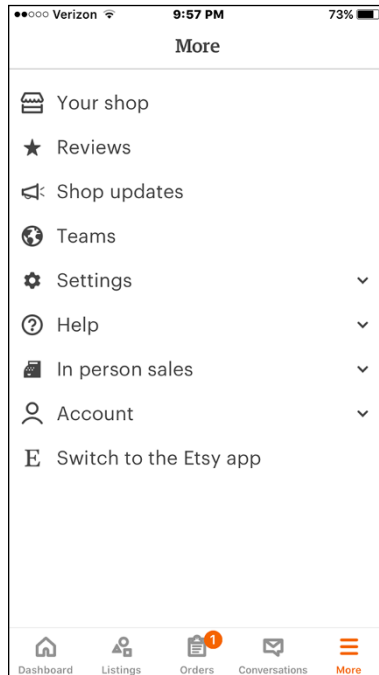 Verizon 9:57 PM 73%
More
Your shop
Reviews
Shop updates
Teams
Settings
? Help
In person sales
Account
E Switch to the Etsy app
1
Dashboard Listings Orders Conversations More